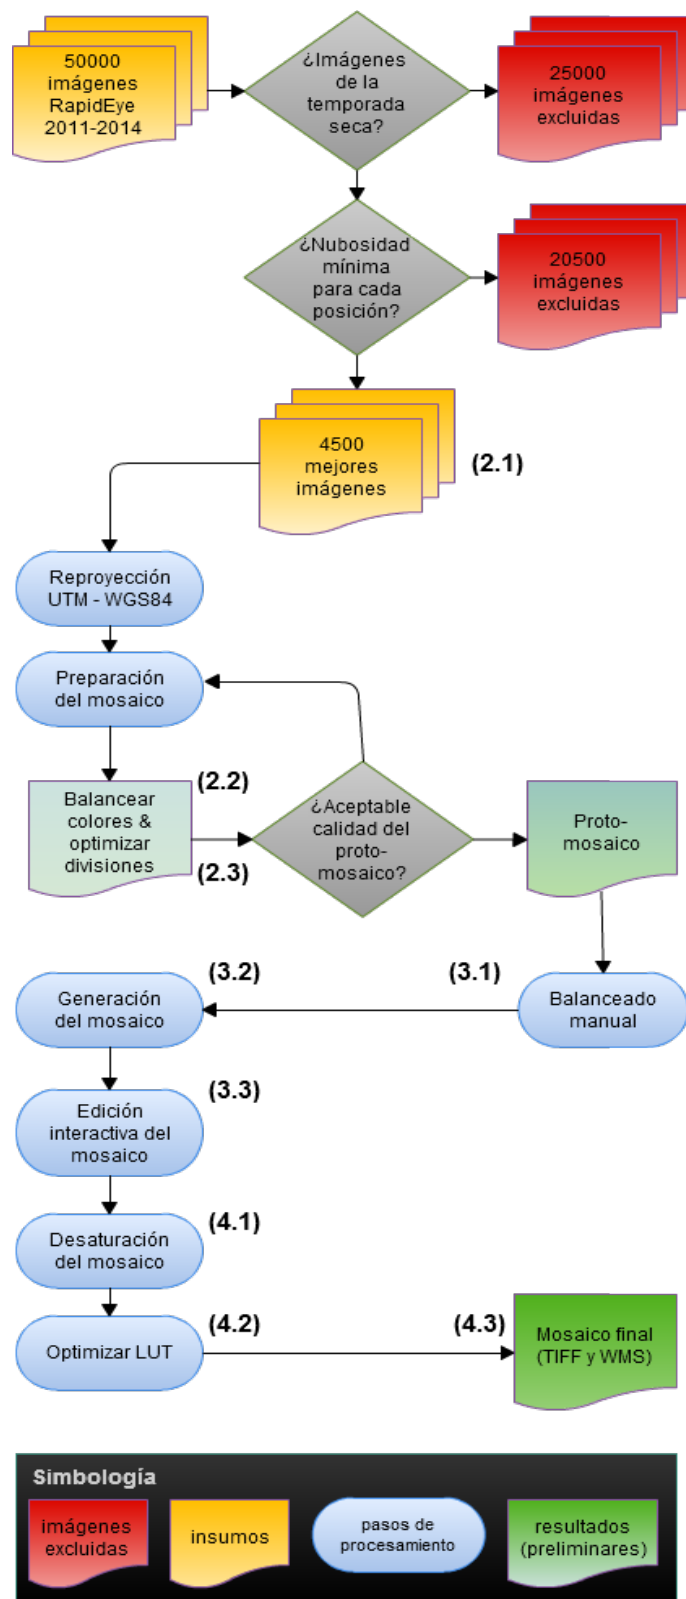 50000
imágenes
RapidEye
2011-2014
¿Imágenes
de la
temporada
seca?
25000
imágenes
excluidas
¿Nubosidad
mínima
para cada
posición?
20500
imágenes
excluidas
4500
mejores
imágenes
(2.1)
Reproyección
UTM - WGS84
Preparación
del mosaico
(2.2)
Balancear
colores &
optimizar
divisiones
(2.3)
¿Aceptable
calidad del
proto-
mosaico?
Proto-
mosaico
(3.1)
Balanceado
manual
(3.2)
Generación
del mosaico
(3.3)
Edición
interactiva del
mosaico
(4.1)
Desaturación
del mosaico
(4.2)
Optimizar LUT
(4.3)
Mosaico final
(TIFF y WMS)
Simbología
imágenes
excluidas
insumos
pasos de
procesamiento
resultados
(preliminares)